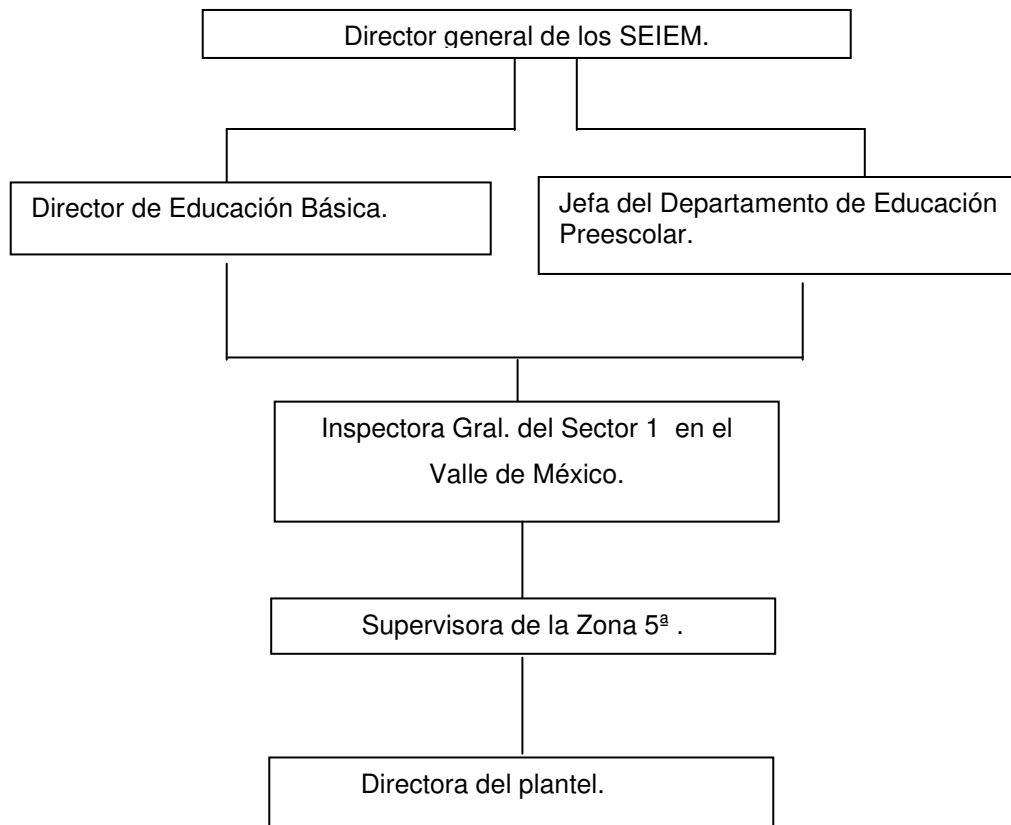 Director general de los SEIEM.
Director de Educación Básica.
Jefa del Departamento de Educación
Preescolar.
Inspectora Gral. del Sector 1 en el
Valle de México.
Supervisora de la Zona 5ª .
Directora del plantel.